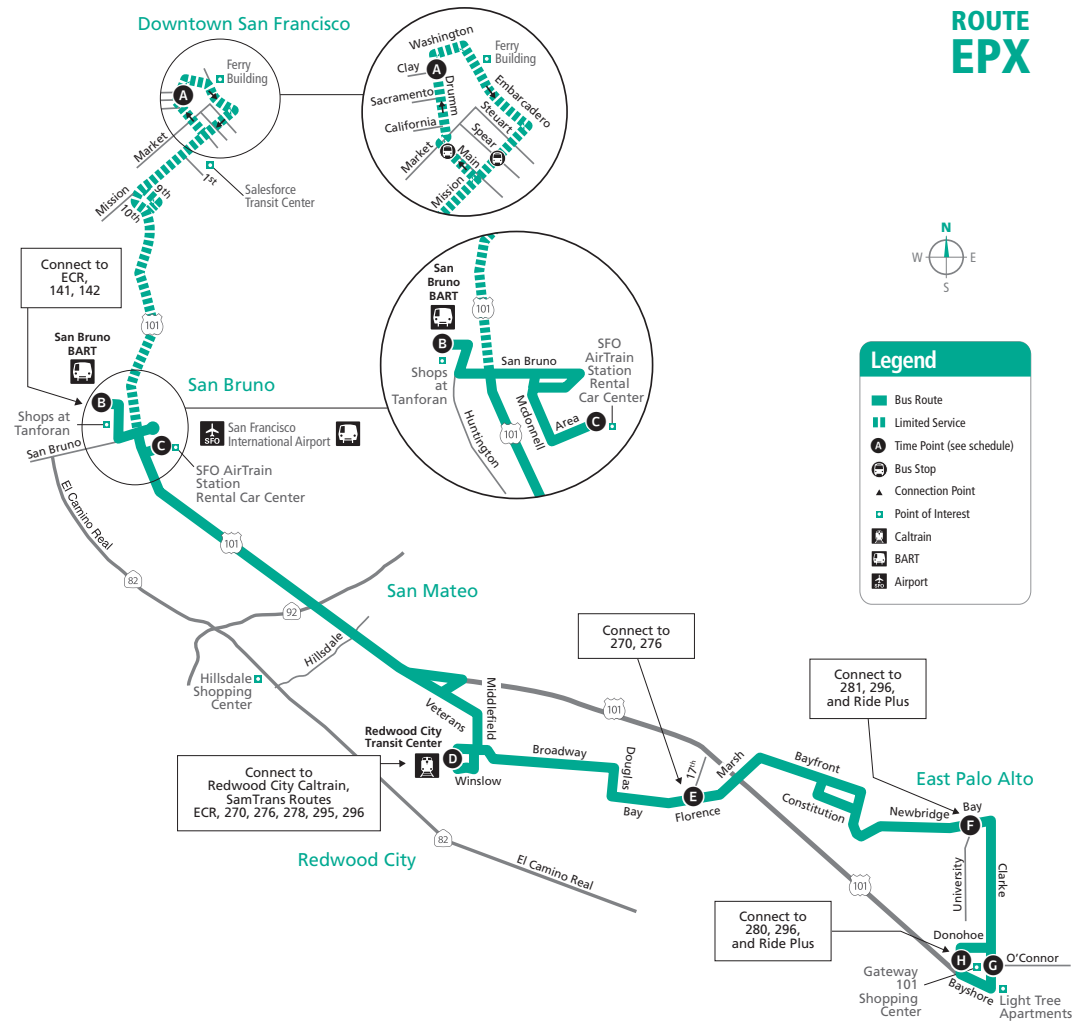 ROUTE
EPX
Downtown San Francisco
Ferry
Building
A
Market
Mission
1st
9th
10th
Salesforce
Transit Center
Washington
Ferry
Building
Clay
A
Drumm
Embarcadero
Sacramento
Steuart
California
Spear
Market
Main
Mission
N
W
E
S
Connect to
ECR,
141, 142
101
San Bruno
BART
San Bruno
B
Shops at
Tanforan
San Bruno
C
SFO
San Francisco
International Airport
SFO AirTrain
Station
Rental Car Center
San
Bruno
BART
101
B
San Bruno
Shops
at
Tanforan
SFO
AirTrain
Station
Rental
Car Center
Mcdonnell
Area
C
Huntington
101
Legend
Bus Route
Limited Service
A
Time Point (see schedule)
Bus Stop
Connection Point
Point of Interest
Caltrain
BART
SFO
Airport
El Camino Real
101
82
92
San Mateo
Hillsdale
Hillsdale
Shopping
Center
Connect to
270, 276
Connect to
281, 296,
and Ride Plus
Middlefield
Veterans
101
Redwood City
Transit Center
D
Winslow
Broadway
Douglas
Bay
17th
E
Florence
Marsh
Bayfront
Constitution
East Palo Alto
Newbridge
Bay
F
University
Clarke
Connect to
Redwood City Caltrain,
SamTrans Routes
ECR, 270, 276, 278, 295, 296
Redwood City
82
El Camino Real
101
Connect to
280, 296,
and Ride Plus
Donohoe
H
G
O'Connor
Gateway
101
Shopping
Center
Bayshore
Light Tree
Apartments